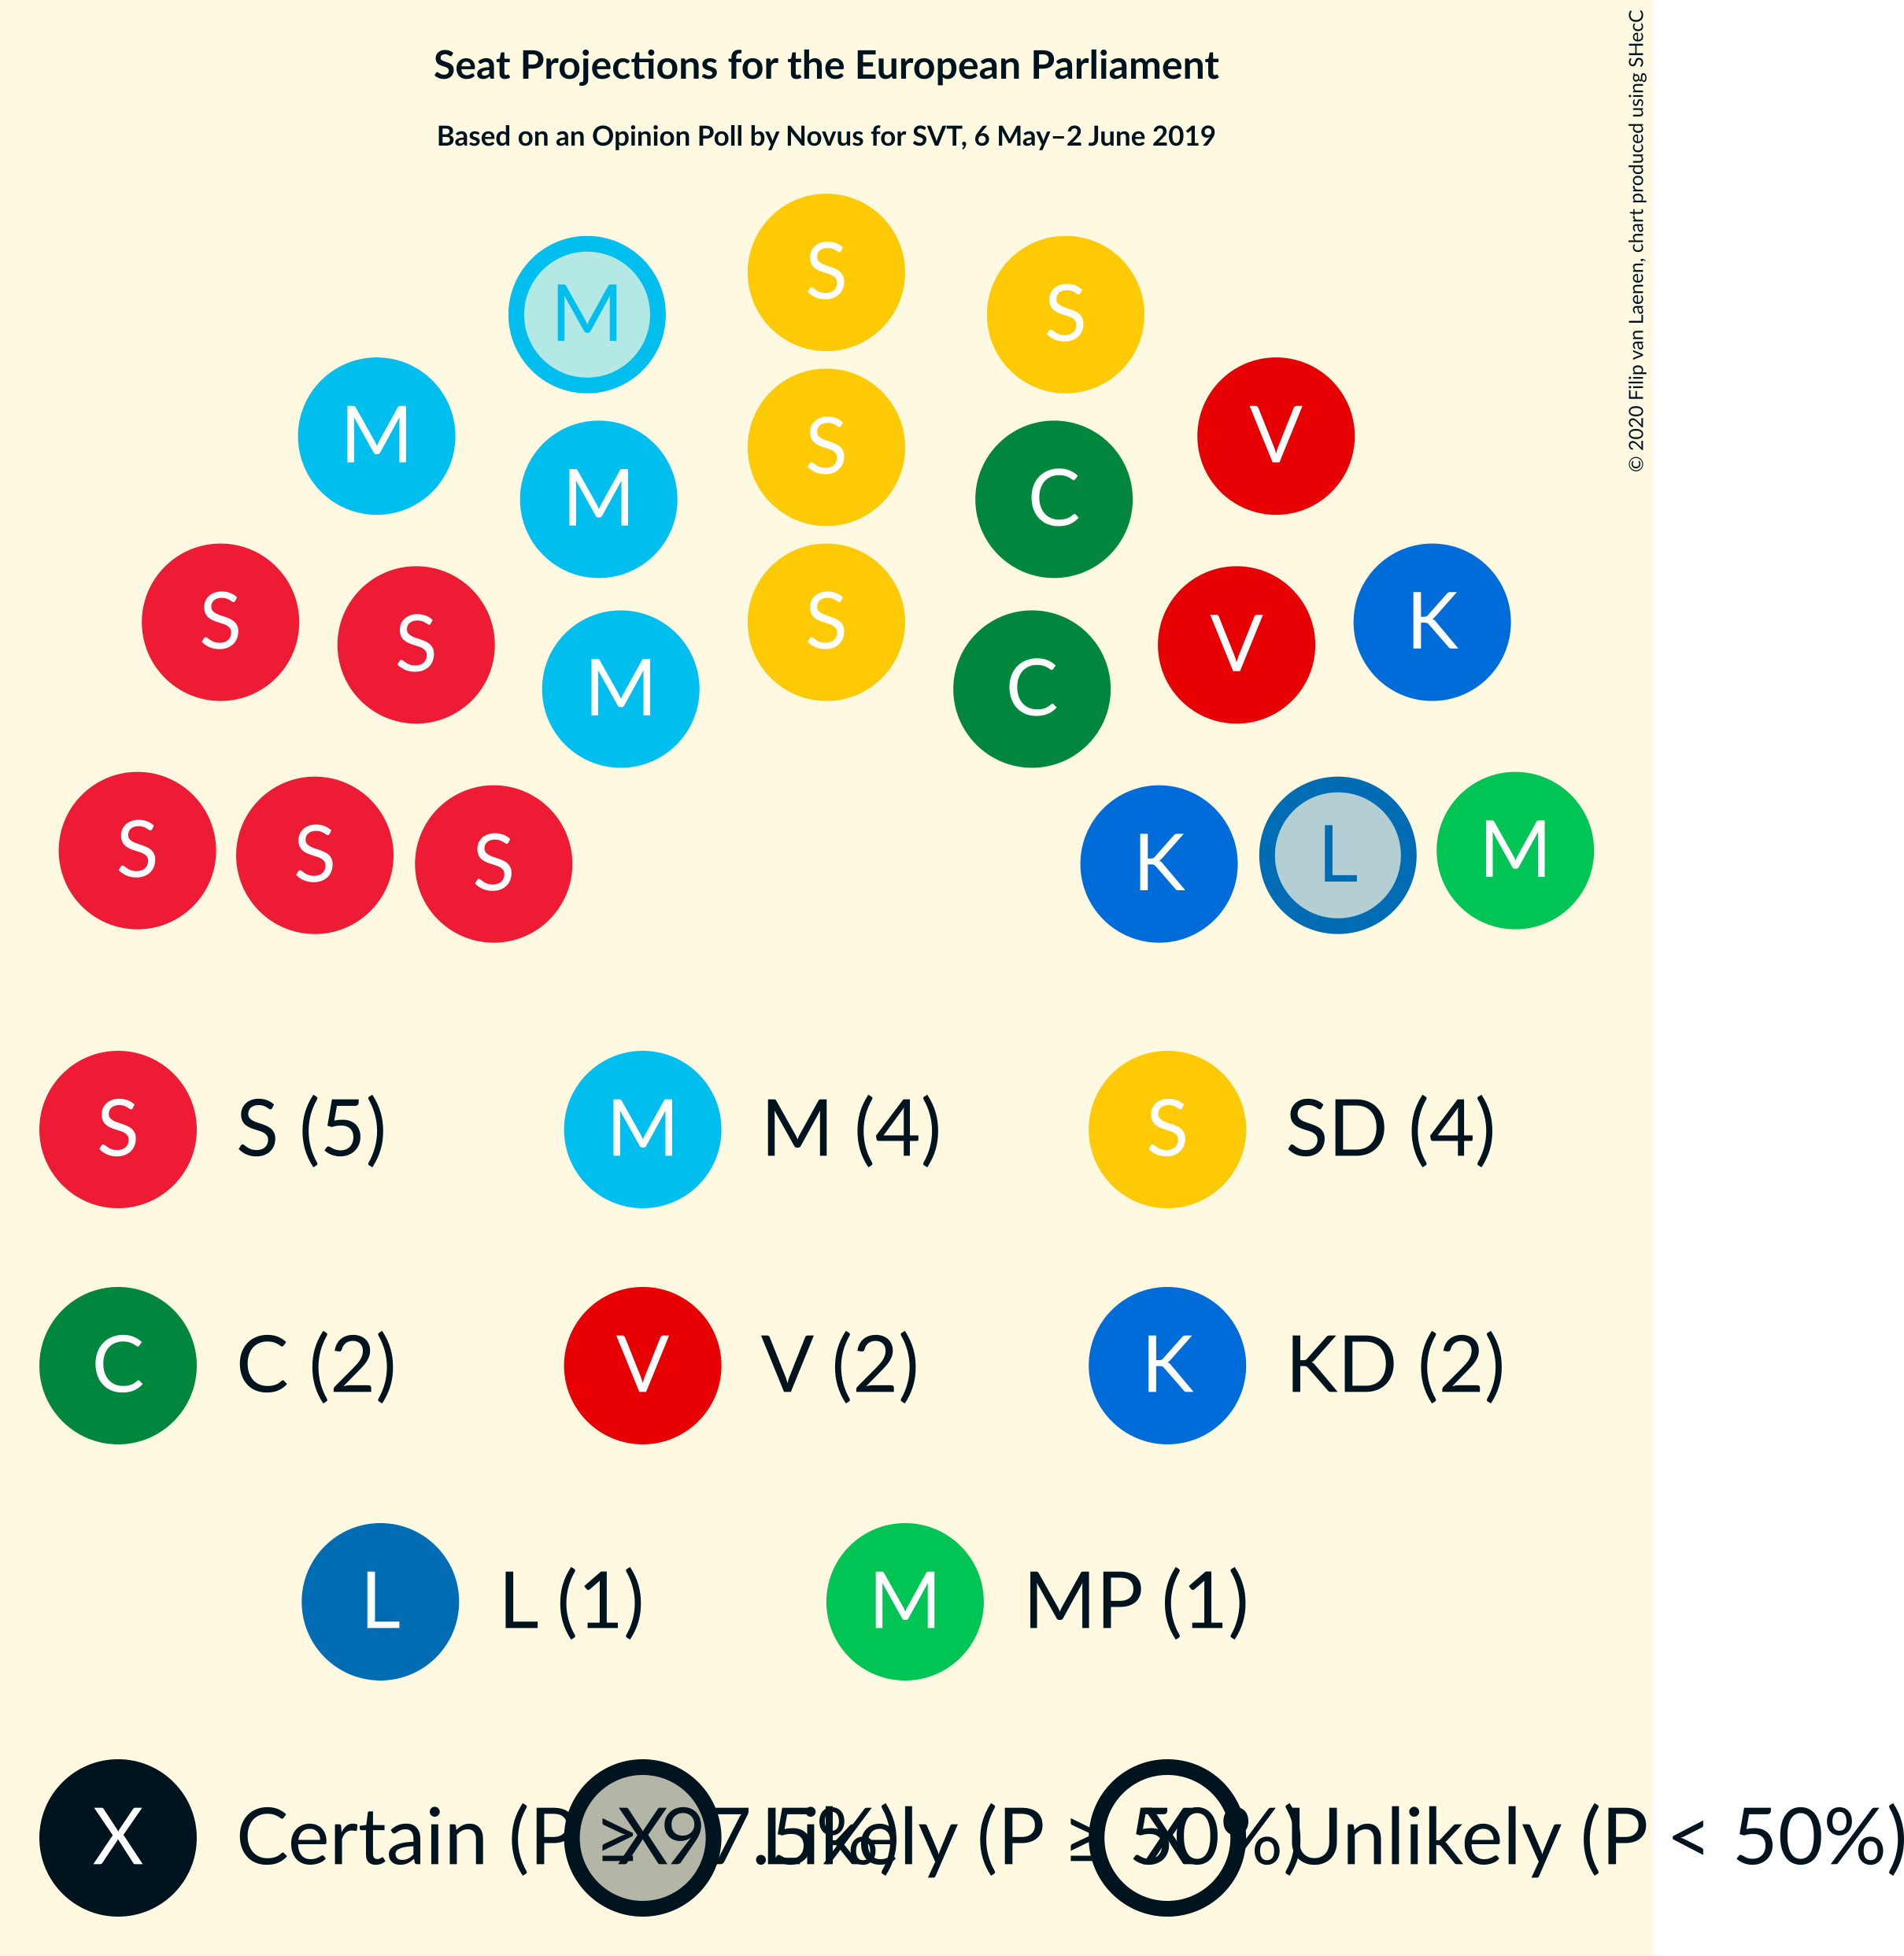 Seat Projections for the European Parliament
Based on an Opinion Poll by Novus for SVT, 6 May–2 June 2019
© 2020 Filip van Laenen, chart produced using SHecC
S
M
S
M
S
V
M
C
S
K
S
S
V
M
C
S
M
S
L
S
K
S S (5)
M M (4)
S SD (4)
C C (2)
V V (2)
K KD (2)
L L (1)
M MP (1)
X Certain (P ≥ 97.5%)
X Likely (P ≥ 50%)
X Unlikely (P < 50%)